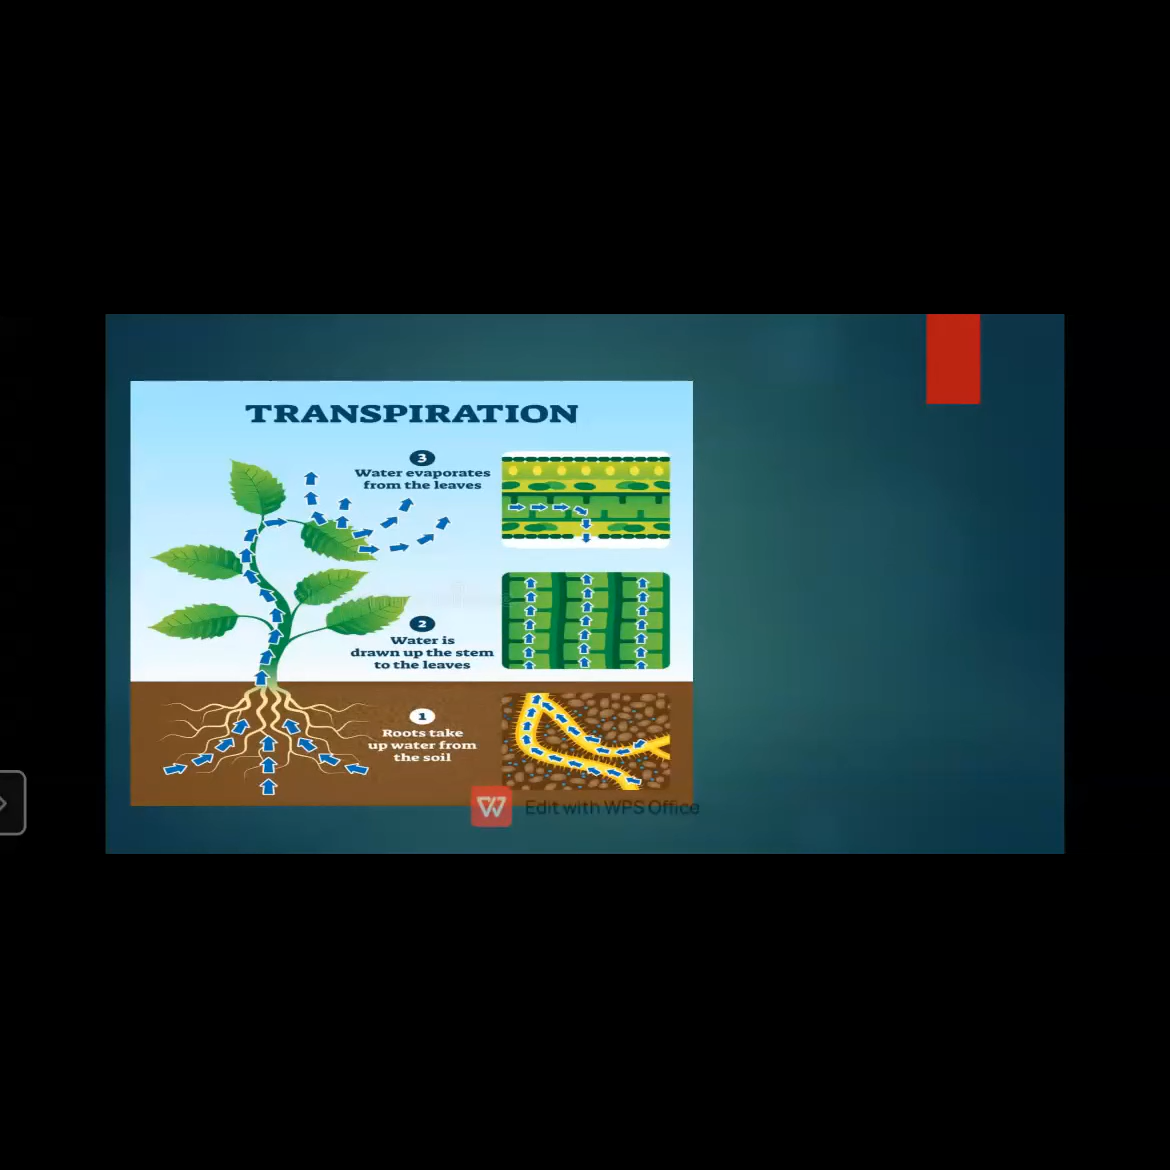 TRANSPIRATION
3
Water evaporates
from the leaves
2
Water is
drawn up the stem
to the leaves
1
Roots take
up water from
the soil
Edit with WPS Office